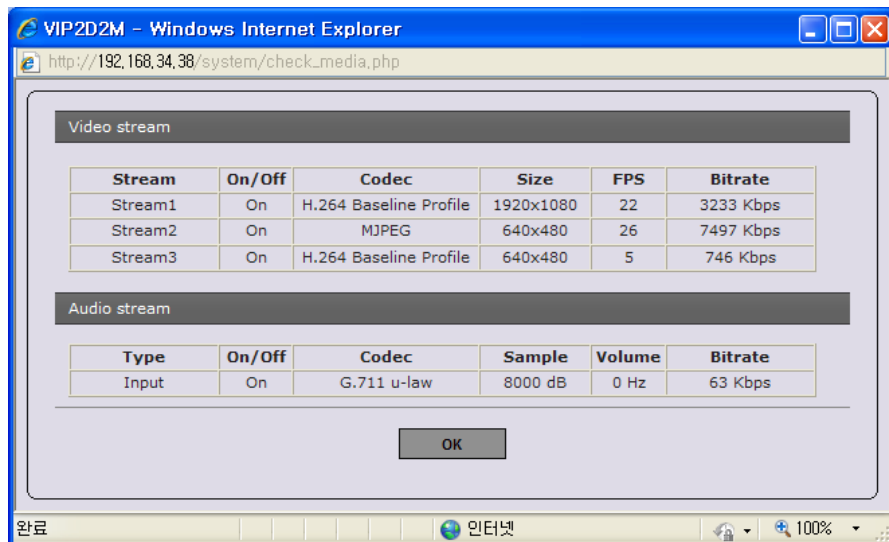 VIP2D2M - Windows Internet Explorer
http://192,168,34,38/system/check_media,php
Video stream
Stream On/Off Codec Size FPS Bitrate
Stream1 On H.264 Baseline Profile 1920x1080 22 3233 Kbps
Stream2 On MJPEG 640x480 26 7497 Kbps
Stream3 On H.264 Baseline Profile 640x480 5 746 Kbps
Audio stream
Type On/Off Codec Sample Volume Bitrate
Input On G.711 u-law 8000 dB 0 Hz 63 Kbps
OK
완료 인터넷 100%